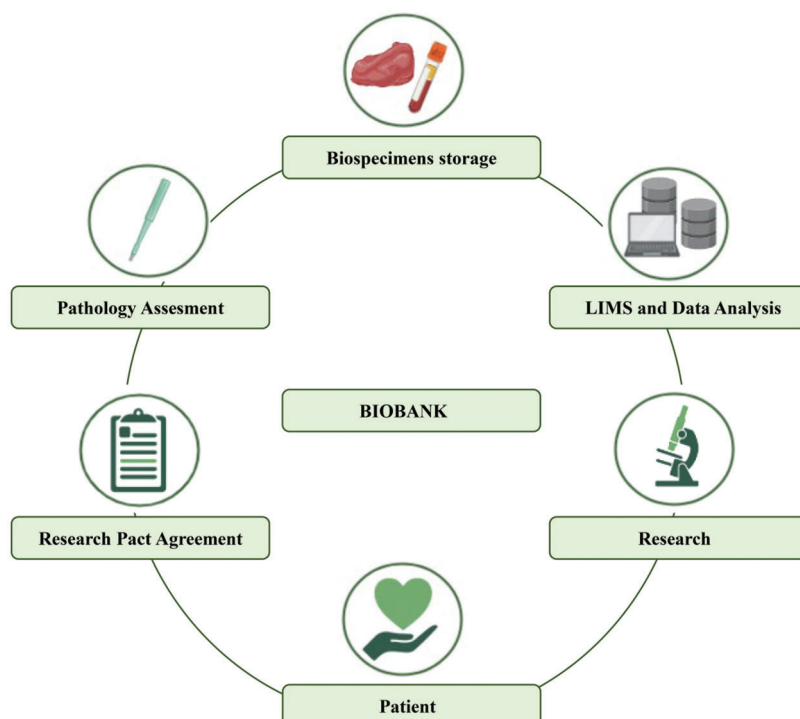 Biospecimens storage
Pathology Assesment
LIMS and Data Analysis
BIOBANK
Research Pact Agreement
Research
Patient